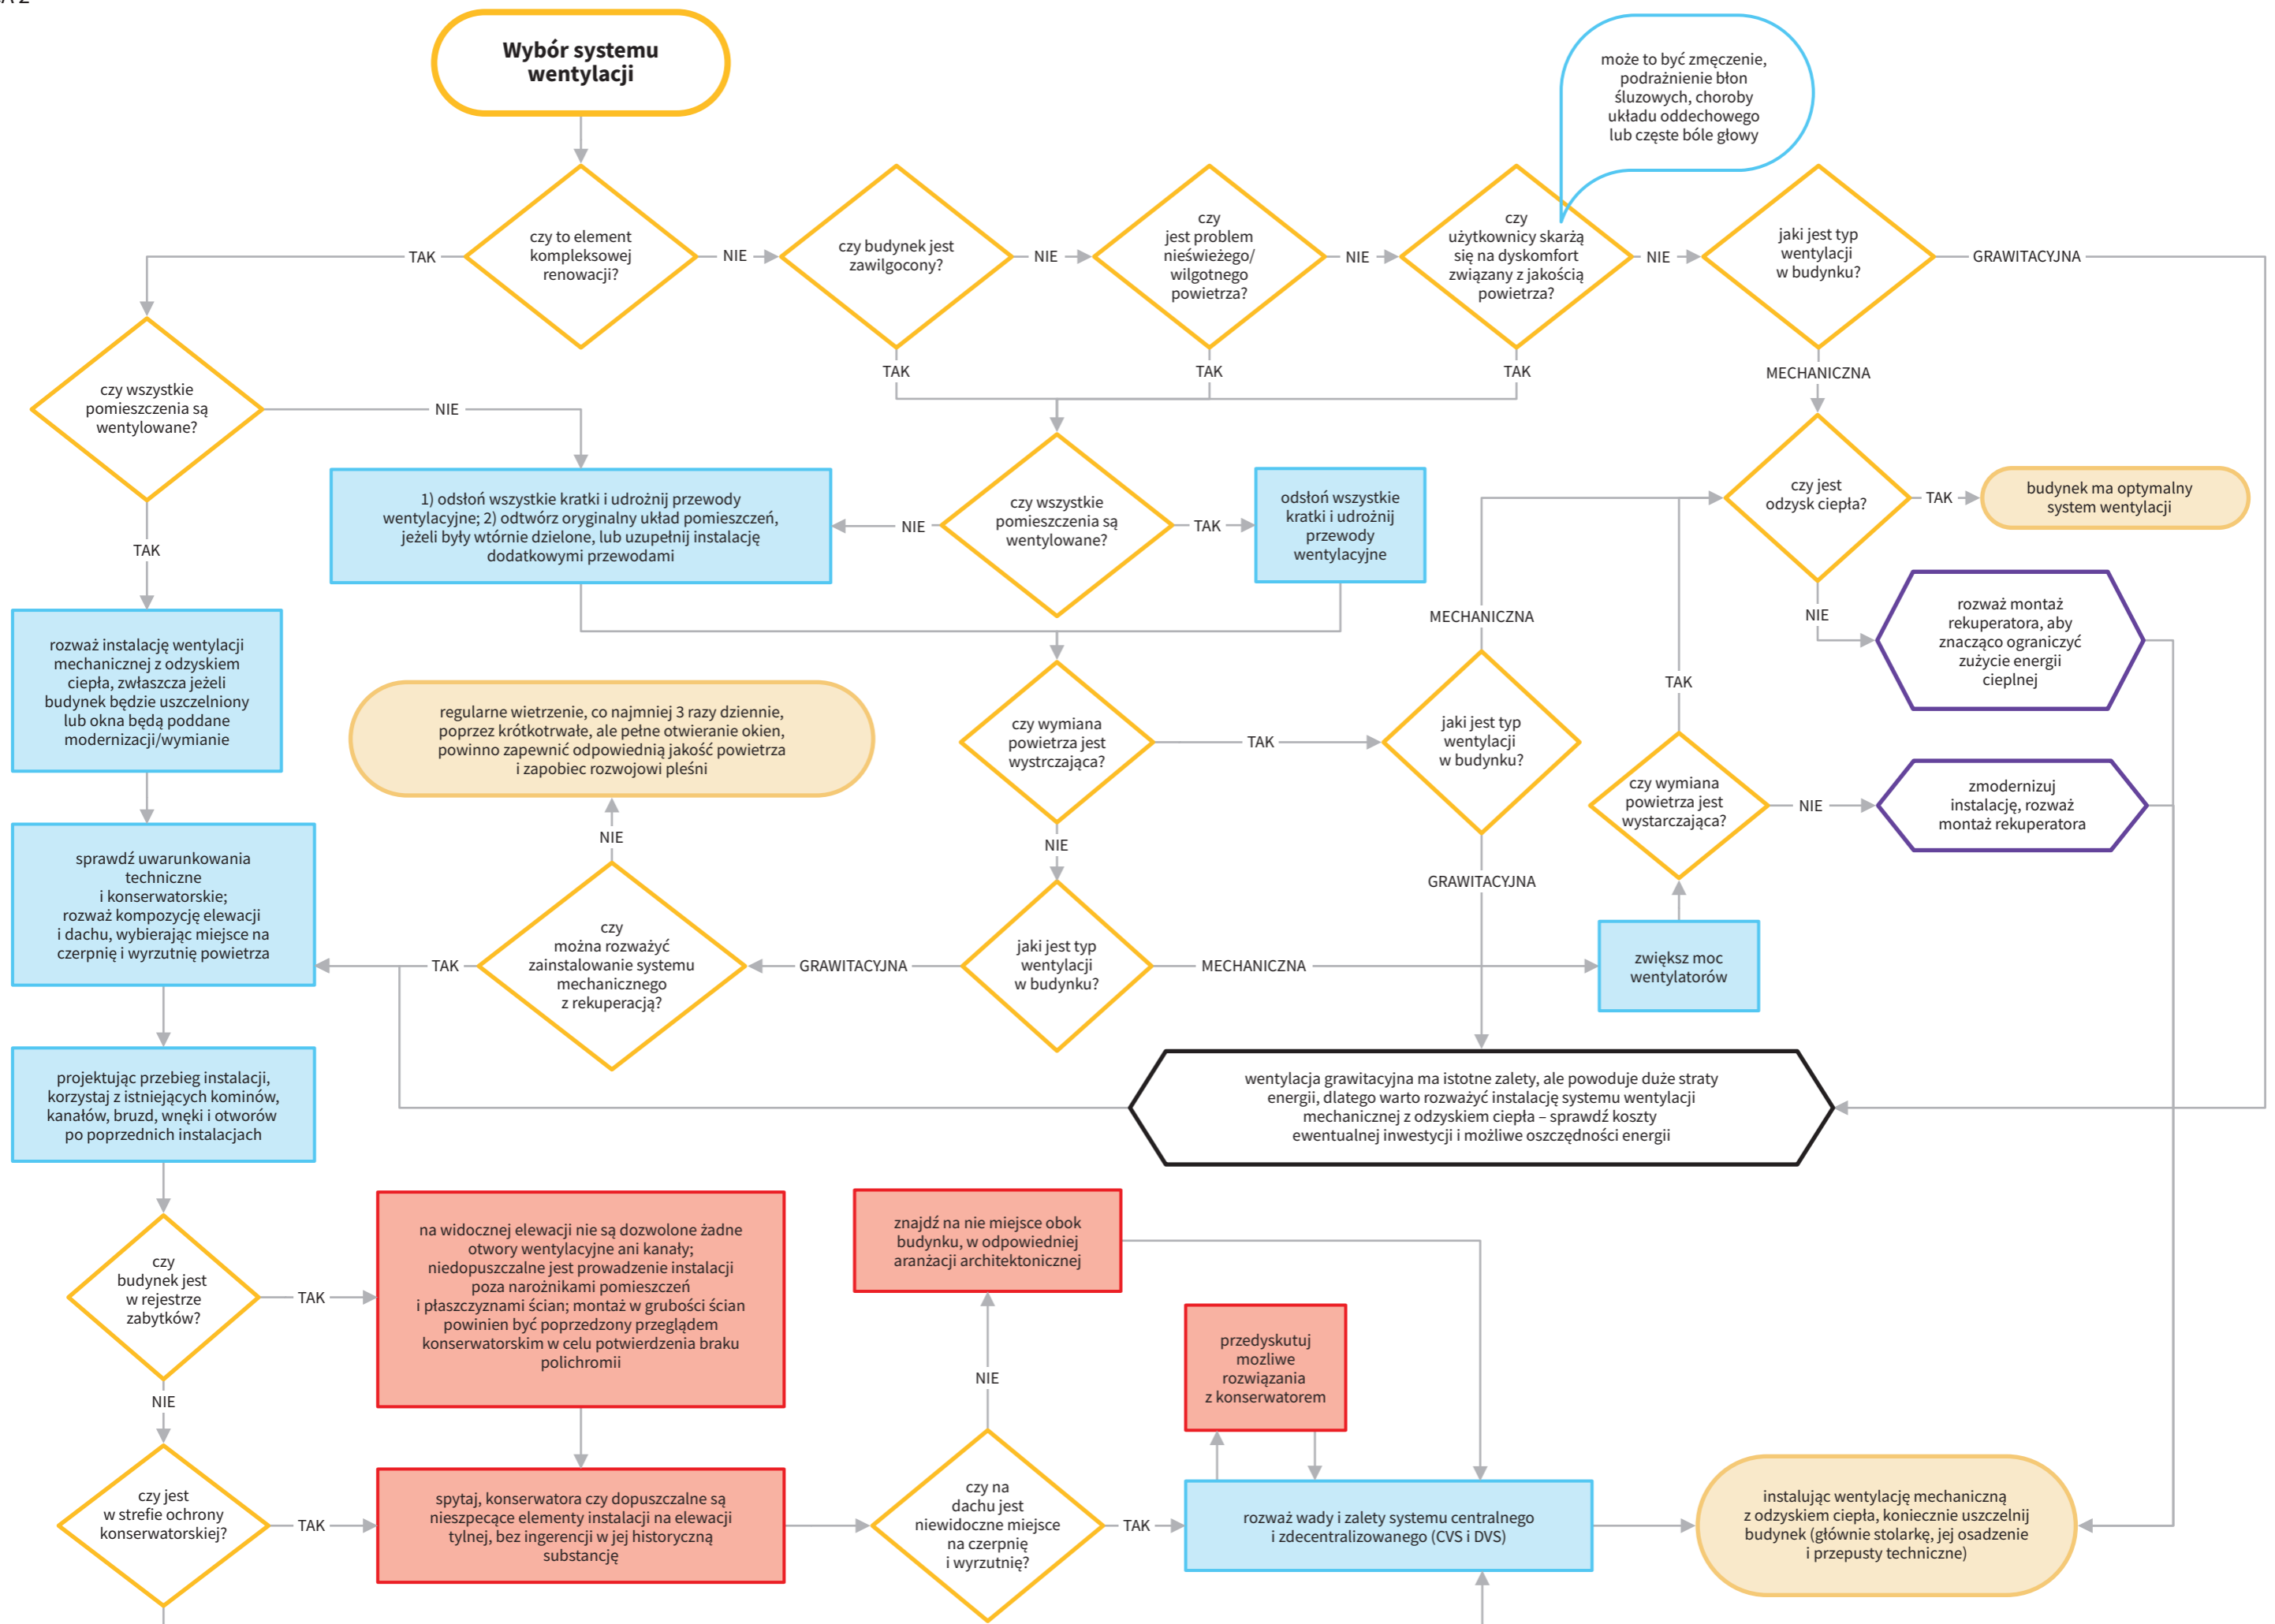 Wybór systemu
wentylacji
może to być zmęczenie,
podrażnienie błon
śluzowych, choroby
układu oddechowego
lub częste bóle głowy
czy to element
kompleksowej
renowacji?
TAK
NIE
czy budynek jest
zawilgocony?
NIE
TAK
czy
jest problem
nieświeżego/
wilgotnego
powietrza?
NIE
TAK
czy
użytkownicy skarżą
się na dyskomfort
związany z jakością
powietrza?
NIE
TAK
jaki jest typ
wentylacji
w budynku?
GRAWITACYJNA
MECHANICZNA
czy wszystkie
pomieszczenia są
wentylowane?
NIE
TAK
1) odsłoń wszystkie kratki i udrożnij przewody
wentylacyjne; 2) odtwórz oryginalny układ pomieszczeń,
jeżeli były wtórnie dzielone, lub uzupełnij instalację
dodatkowymi przewodami
NIE
czy wszystkie
pomieszczenia są
wentylowane?
TAK
odsłoń wszystkie
kratki i udrożnij
przewody
wentylacyjne
czy jest
odzysk ciepła?
TAK
budynek ma optymalny
system wentylacji
NIE
rozważ montaż
rekuperatora, aby
znacząco ograniczyć
zużycie energii
cieplnej
rozważ instalację wentylacji
mechanicznej z odzyskiem
ciepła, zwłaszcza jeżeli
budynek będzie uszczelniony
lub okna będą poddane
modernizacji/wymianie
regularne wietrzenie, co najmniej 3 razy dziennie,
poprzez krótkotrwałe, ale pełne otwieranie okien,
powinno zapewnić odpowiednią jakość powietrza
i zapobiec rozwojowi pleśni
czy wymiana
powietrza jest
wystrczająca?
TAK
NIE
MECHANICZNA
jaki jest typ
wentylacji
w budynku?
GRAWITACYJNA
TAK
czy wymiana
powietrza jest
wystarczająca?
NIE
zmodernizuj
instalację, rozważ
montaż rekuperatora
sprawdź uwarunkowania
techniczne
i konserwatorskie;
rozważ kompozycję elewacji
i dachu, wybierając miejsce na
czerpnię i wyrzutnię powietrza
TAK
NIE
czy
można rozważyć
zainstalowanie systemu
mechanicznego
z rekuperacją?
GRAWITACYJNA
jaki jest typ
wentylacji
w budynku?
MECHANICZNA
zwiększ moc
wentylatorów
projektując przebieg instalacji,
korzystaj z istniejących kominów,
kanałów, bruzd, wnęki i otworów
po poprzednich instalacjach
wentylacja grawitacyjna ma istotne zalety, ale powoduje duże straty
energii, dlatego warto rozważyć instalację systemu wentylacji
mechanicznej z odzyskiem ciepła – sprawdź koszty
ewentualnej inwestycji i możliwe oszczędności energii
czy
budynek jest
w rejestrze
zabytków?
TAK
NIE
na widocznej elewacji nie są dozwolone żadne
otwory wentylacyjne ani kanały;
niedopuszczalne jest prowadzenie instalacji
poza narożnikami pomieszczeń
i płaszczyznami ścian; montaż w grubości ścian
powinien być poprzedzony przeglądem
konserwatorskim w celu potwierdzenia braku
polichromii
znajdź na nie miejsce obok
budynku, w odpowiedniej
aranżacji architektonicznej
NIE
przedyskutuj
mozliwe
rozwiązania
z konserwatorem
czy jest
w strefie ochrony
konserwatorskiej?
TAK
spytaj, konserwatora czy dopuszczalne są
nieszpecące elementy instalacji na elewacji
tylnej, bez ingerencji w jej historyczną
substancję
czy na
dachu jest
niewidoczne miejsce
na czerpnię
i wyrzutnię?
TAK
rozważ wady i zalety systemu centralnego
i zdecentralizowanego (CVS i DVS)
instalując wentylację mechaniczną
z odzyskiem ciepła, koniecznie uszczelnij
budynek (głównie stolarkę, jej osadzenie
i przepusty techniczne)